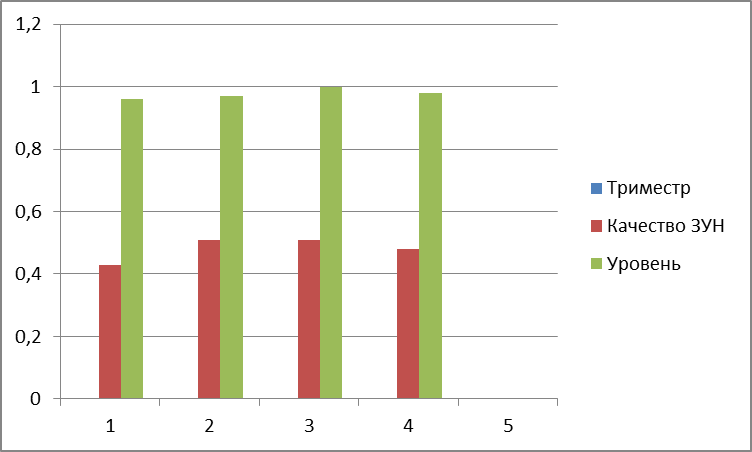 1,2
1
0,8
0,6
0,4
0,2
0
1 2 3 4 5
Триместр
Качество ЗУН
Уровень